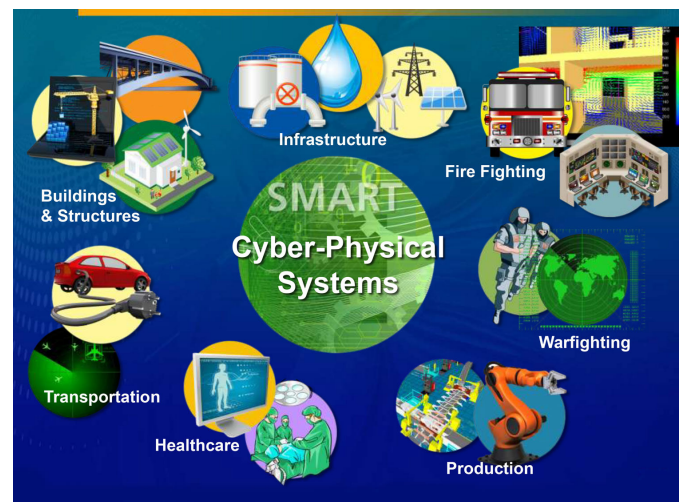 Infrastructure
Fire Fighting
Buildings
& Structures
SMART
Cyber-Physical
Systems
Warfighting
Transportation
Healthcare
Production